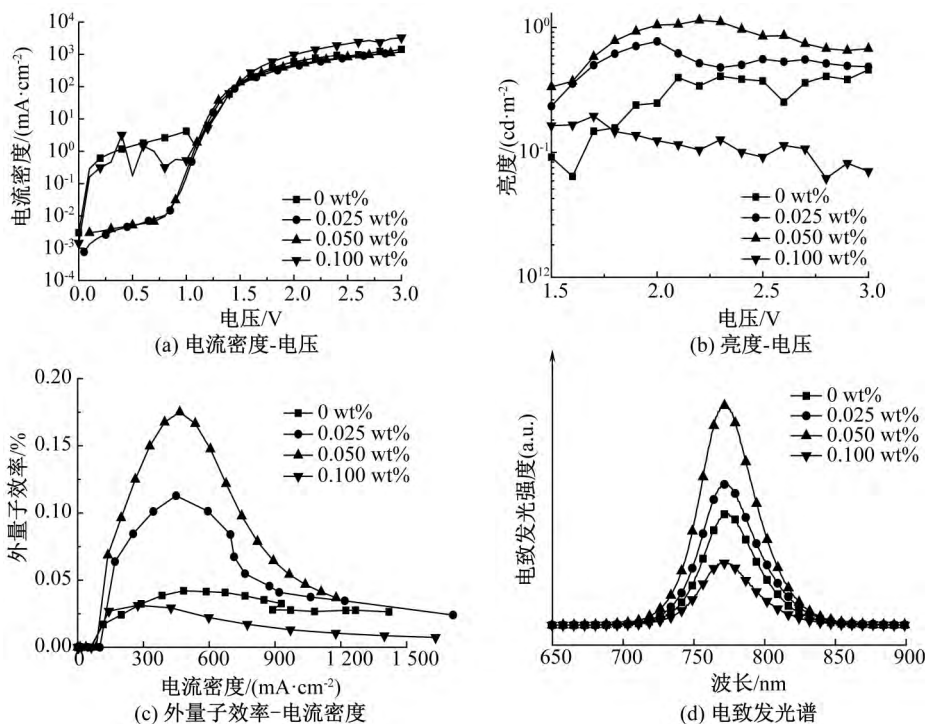 10⁴
10³
10²
10¹
10⁰
10⁻¹
10⁻²
10⁻³
10⁻⁴
电流密度/(mA·cm⁻²)
0 wt%
0.025 wt%
0.050 wt%
0.100 wt%
0.0 0.5 1.0 1.5 2.0 2.5 3.0
电压/V
(a) 电流密度-电压
10⁰
10⁻¹
10¹²
亮度/(cd·m⁻²)
0 wt%
0.025 wt%
0.050 wt%
0.100 wt%
1.5 2.0 2.5 3.0
电压/V
(b) 亮度-电压
0.20
0.15
0.10
0.05
0.00
外量子效率/%
0 wt%
0.025 wt%
0.050 wt%
0.100 wt%
0 300 600 900 1 200 1 500
电流密度/(mA·cm⁻²)
(c) 外量子效率-电流密度
电致发光强度(a.u.)
0 wt%
0.025 wt%
0.050 wt%
0.100 wt%
650 700 750 800 850 900
波长/nm
(d) 电致发光谱